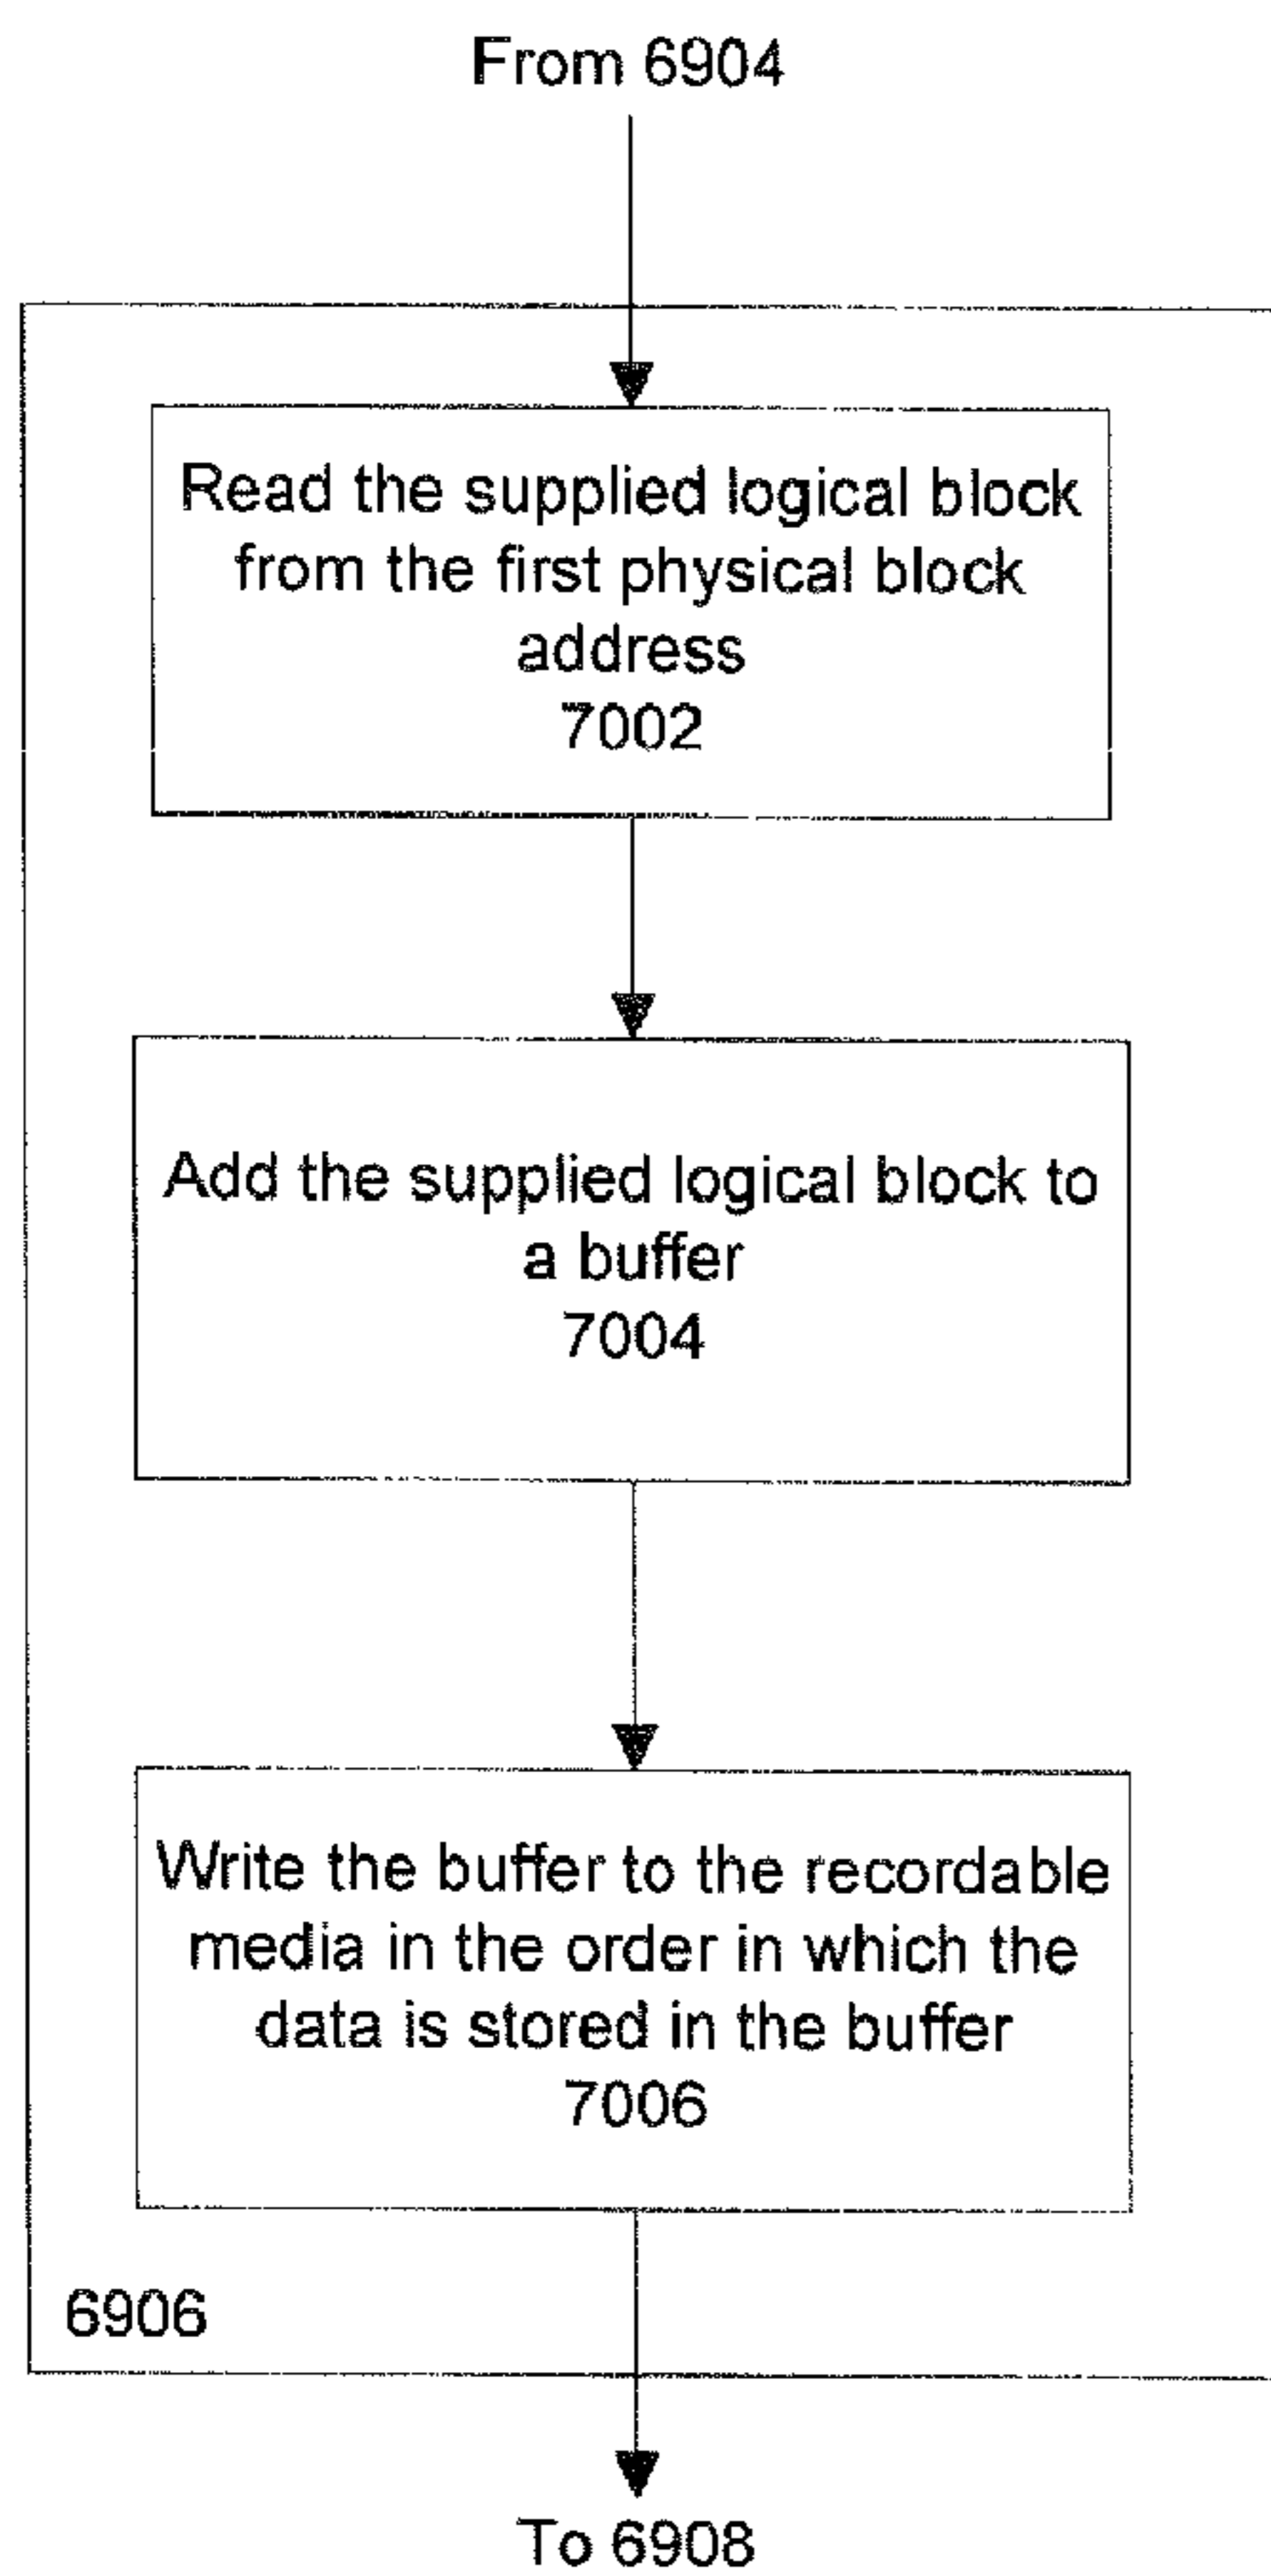 From 6904
Read the supplied logical block
from the first physical block
address
7002
Add the supplied logical block to
a buffer
7004
Write the buffer to the recordable
media in the order in which the
data is stored in the buffer
7006
6906
To 6908